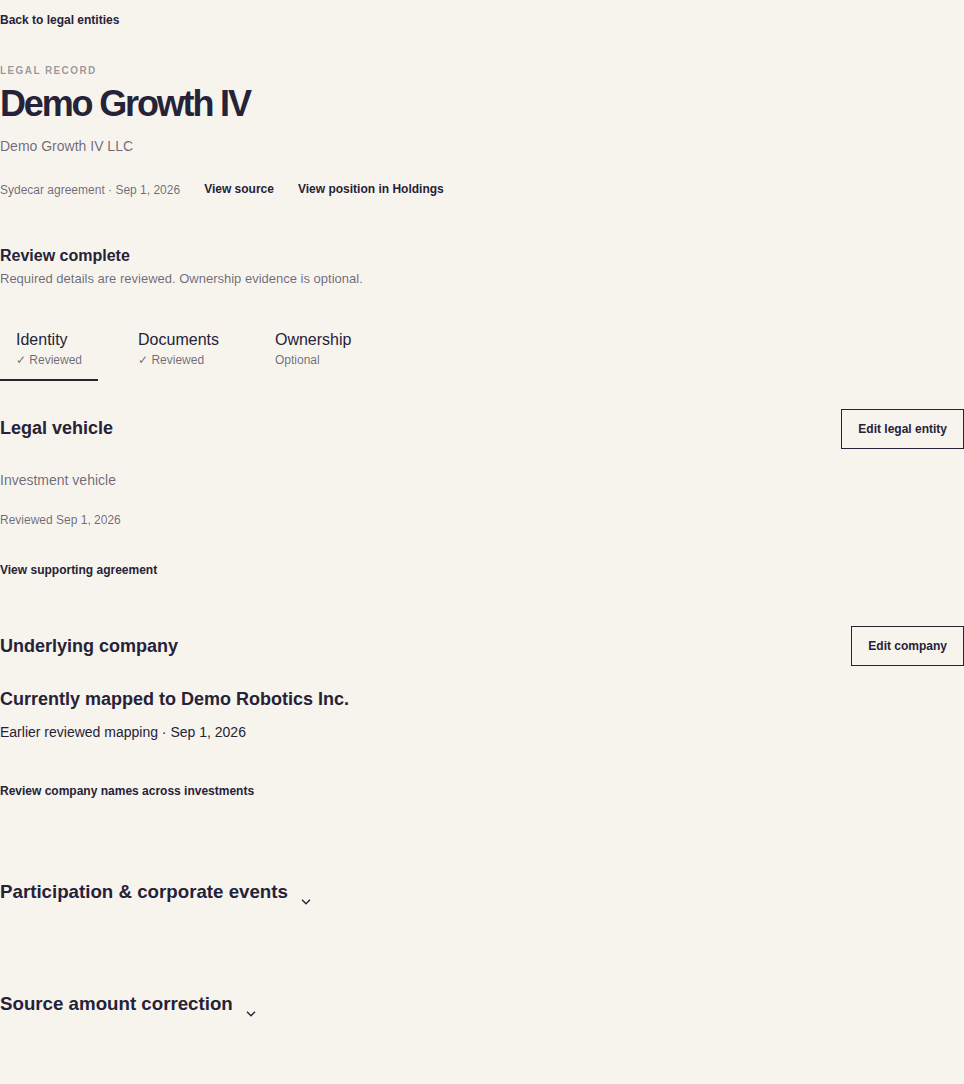 Back to legal entities
LEGAL RECORD
Demo Growth IV
Demo Growth IV LLC
Sydecar agreement · Sep 1, 2026 View source View position in Holdings
Review complete
Required details are reviewed. Ownership evidence is optional.
Identity Documents Ownership
✓ Reviewed ✓ Reviewed Optional
Legal vehicle Edit legal entity
Investment vehicle
Reviewed Sep 1, 2026
View supporting agreement
Underlying company Edit company
Currently mapped to Demo Robotics Inc.
Earlier reviewed mapping · Sep 1, 2026
Review company names across investments
Participation & corporate events
Source amount correction